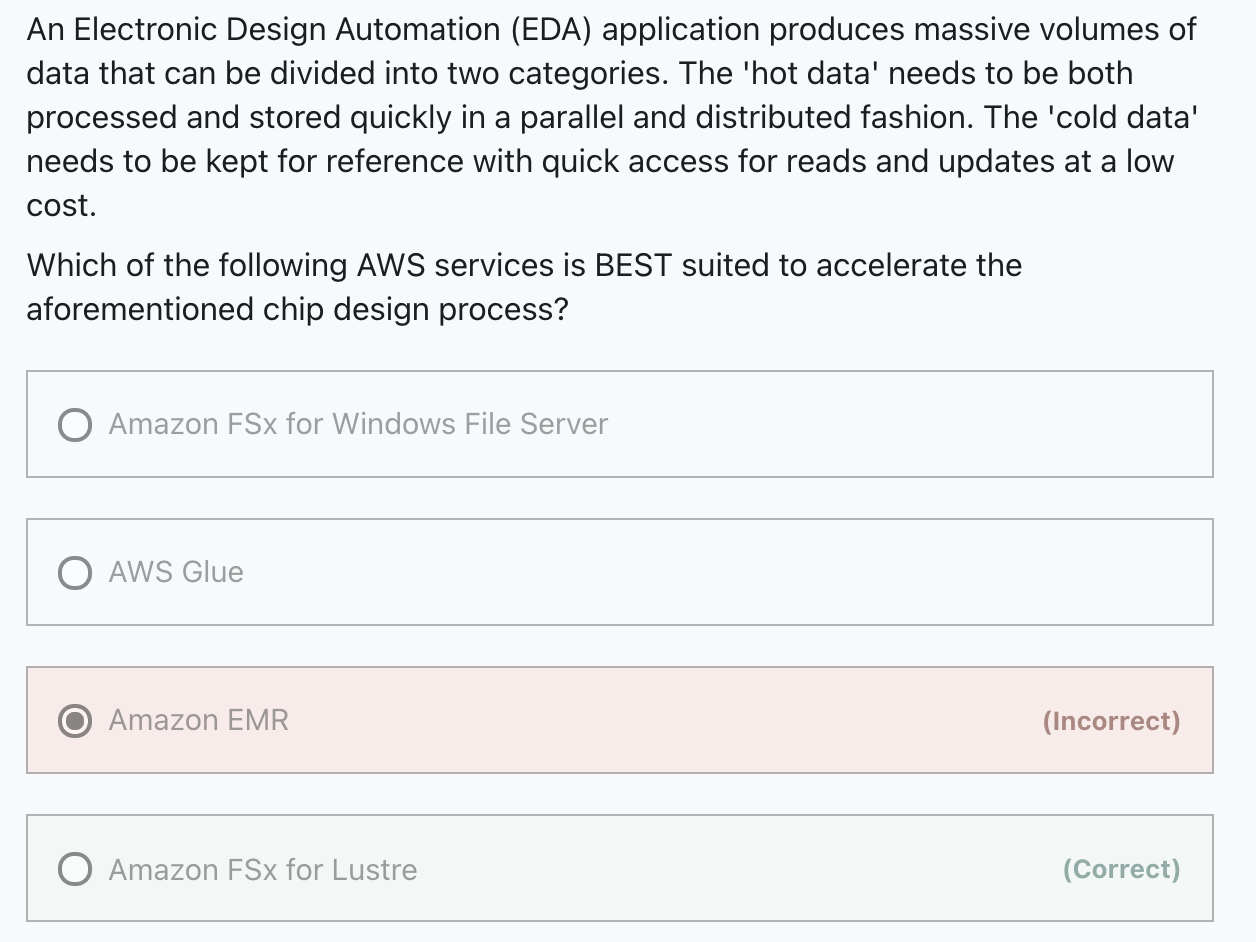 An Electronic Design Automation (EDA) application produces massive volumes of
data that can be divided into two categories. The 'hot data' needs to be both
processed and stored quickly in a parallel and distributed fashion. The 'cold data'
needs to be kept for reference with quick access for reads and updates at a low
cost.
Which of the following AWS services is BEST suited to accelerate the
aforementioned chip design process?
Amazon FSx for Windows File Server
AWS Glue
Amazon EMR (Incorrect)
Amazon FSx for Lustre (Correct)